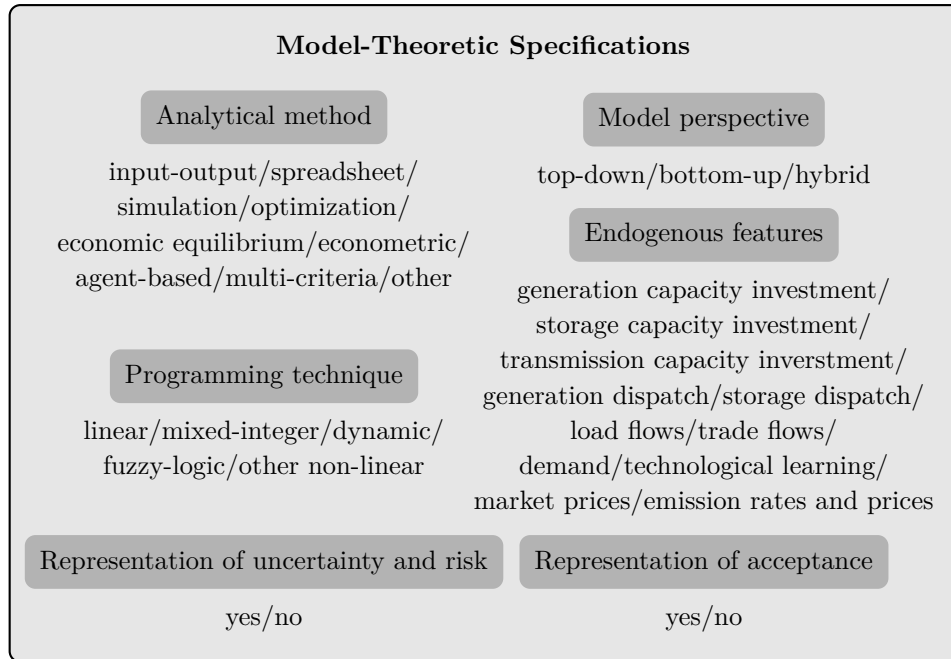 Model-Theoretic Specifications
Analytical method
input-output/spreadsheet/
simulation/optimization/
economic equilibrium/econometric/
agent-based/multi-criteria/other
Programming technique
linear/mixed-integer/dynamic/
fuzzy-logic/other non-linear
Representation of uncertainty and risk
yes/no
Model perspective
top-down/bottom-up/hybrid
Endogenous features
generation capacity investment/
storage capacity investment/
transmission capacity inverstment/
generation dispatch/storage dispatch/
load flows/trade flows/
demand/technological learning/
market prices/emission rates and prices
Representation of acceptance
yes/no